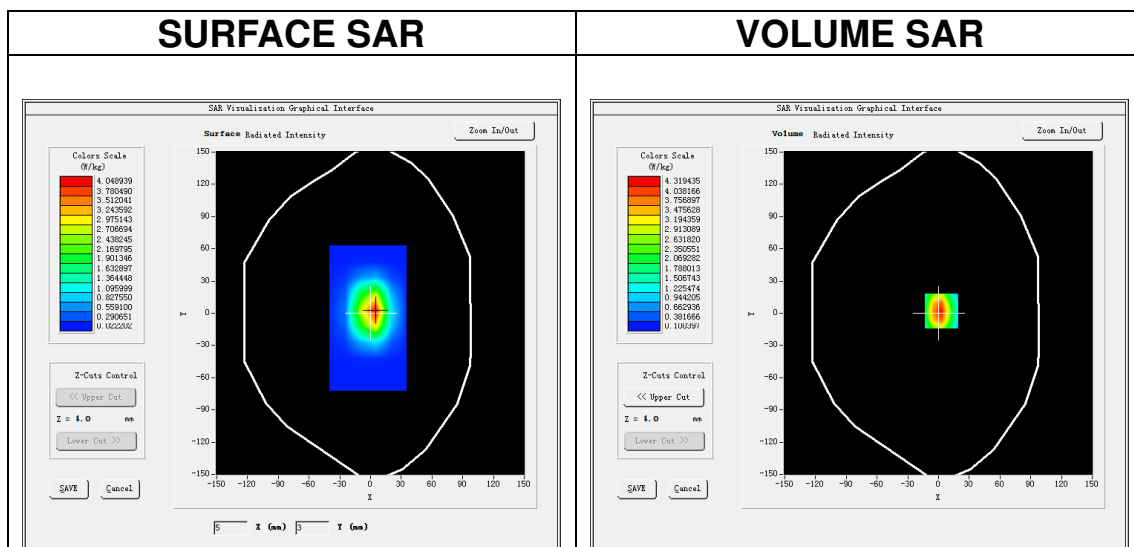 SURFACE SAR
VOLUME SAR
SAR Visualisation Graphical Interface
Surface Radiated Intensity
Zoom In/Out
Colors Scale
(W/kg)
4.048939
3.780490
3.512041
3.243592
2.975143
2.706694
2.438245
2.169795
1.901346
1.632897
1.364448
1.095999
0.827550
0.559100
0.290651
0.022202
150
120
90
60
30
0
-30
-60
-90
-120
-150
Y
-150 -120 -90 -60 -30 0 30 60 90 120 150
X
Z-Cuts Control
<< Upper Cut
Z = 4.0 mm
Lower Cut >>
SAVE Cancel
5 X (mm) 3 Y (mm)
SAR Visualisation Graphical Interface
Volume Radiated Intensity
Zoom In/Out
Colors Scale
(W/kg)
4.319435
4.038166
3.756897
3.475628
3.194359
2.913089
2.631820
2.350551
2.069282
1.788013
1.506743
1.225474
0.944205
0.662936
0.381666
0.100397
150
120
90
60
30
0
-30
-60
-90
-120
-150
Y
-150 -120 -90 -60 -30 0 30 60 90 120 150
X
Z-Cuts Control
<< Upper Cut
Z = 4.0 mm
Lower Cut >>
SAVE Cancel